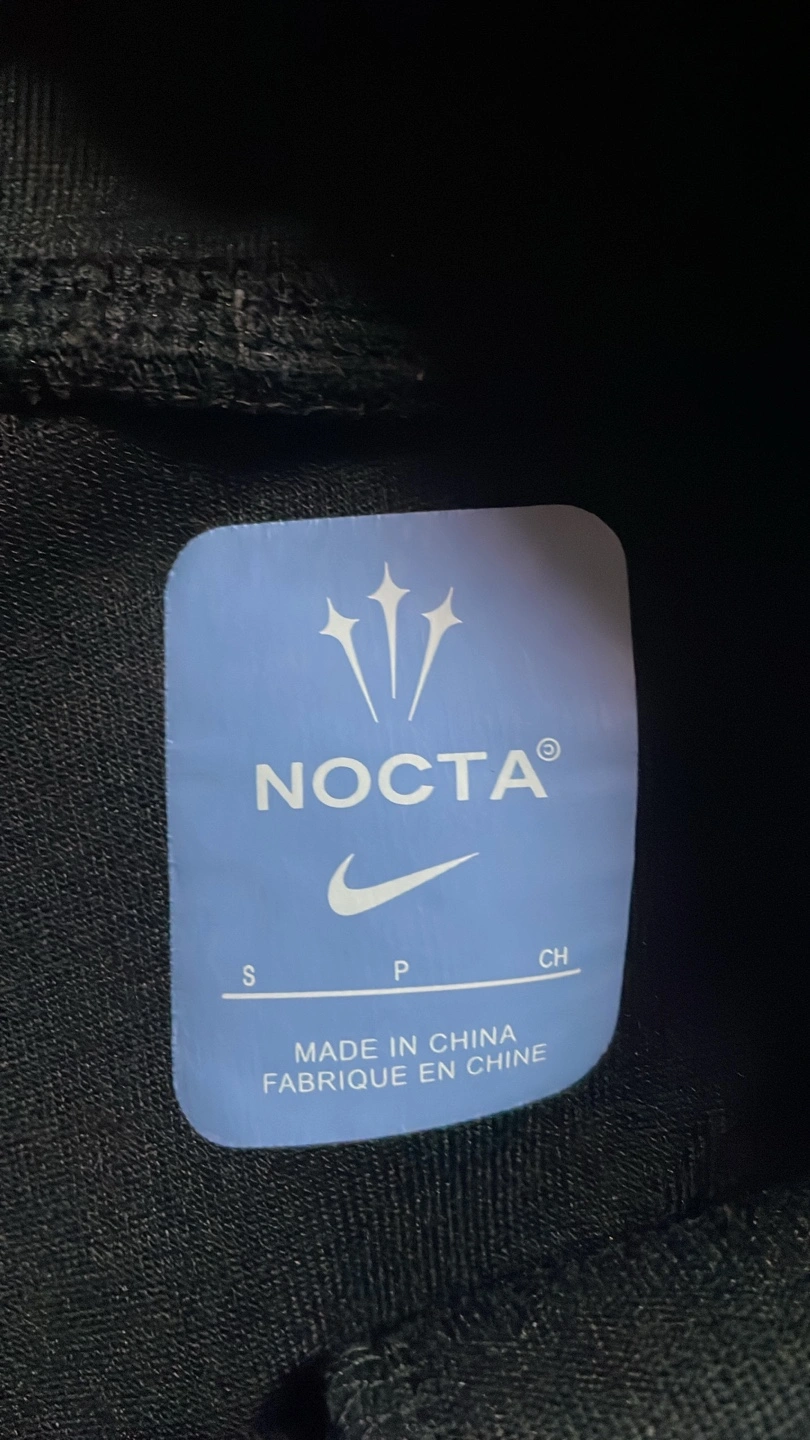 NOCTA©
S P CH
MADE IN CHINA
FABRIQUE EN CHINE